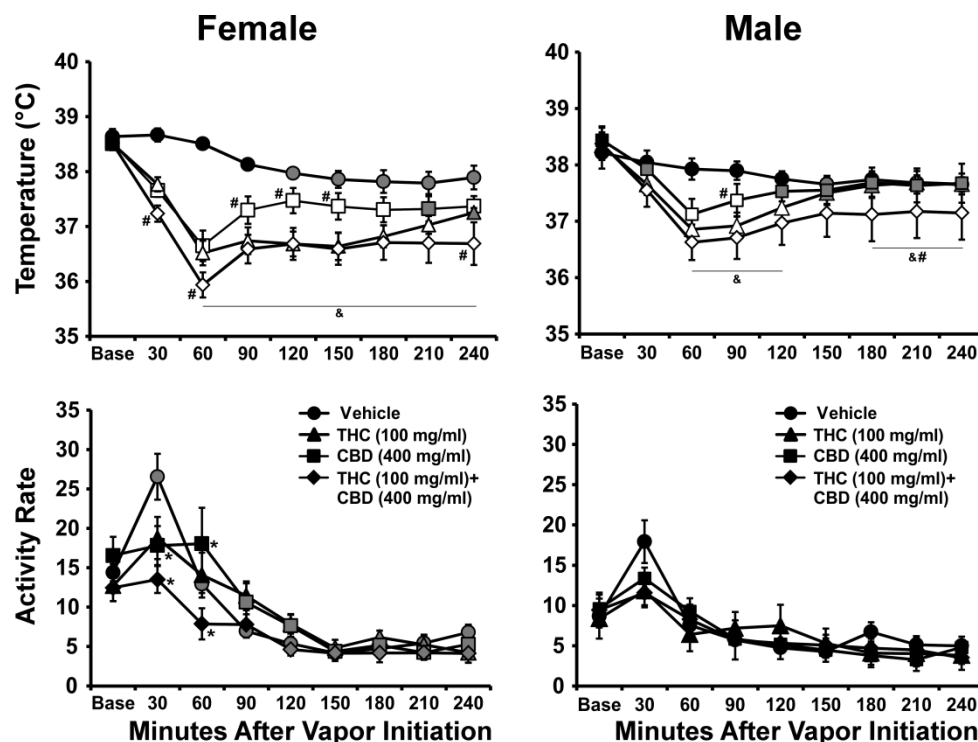 Female
Temperature (°C)
40
39
38
37
36
35
# # # # # #
&
Base 30 60 90 120 150 180 210 240
Male
40
39
38
37
36
35
#
& &#
Base 30 60 90 120 150 180 210 240
Activity Rate
35
30
25
20
15
10
5
0
Vehicle
THC (100 mg/ml)
CBD (400 mg/ml)
THC (100 mg/ml)+
CBD (400 mg/ml)
* * * *
Base 30 60 90 120 150 180 210 240
Minutes After Vapor Initiation
35
30
25
20
15
10
5
0
Vehicle
THC (100 mg/ml)
CBD (400 mg/ml)
THC (100 mg/ml)+
CBD (400 mg/ml)
Base 30 60 90 120 150 180 210 240
Minutes After Vapor Initiation